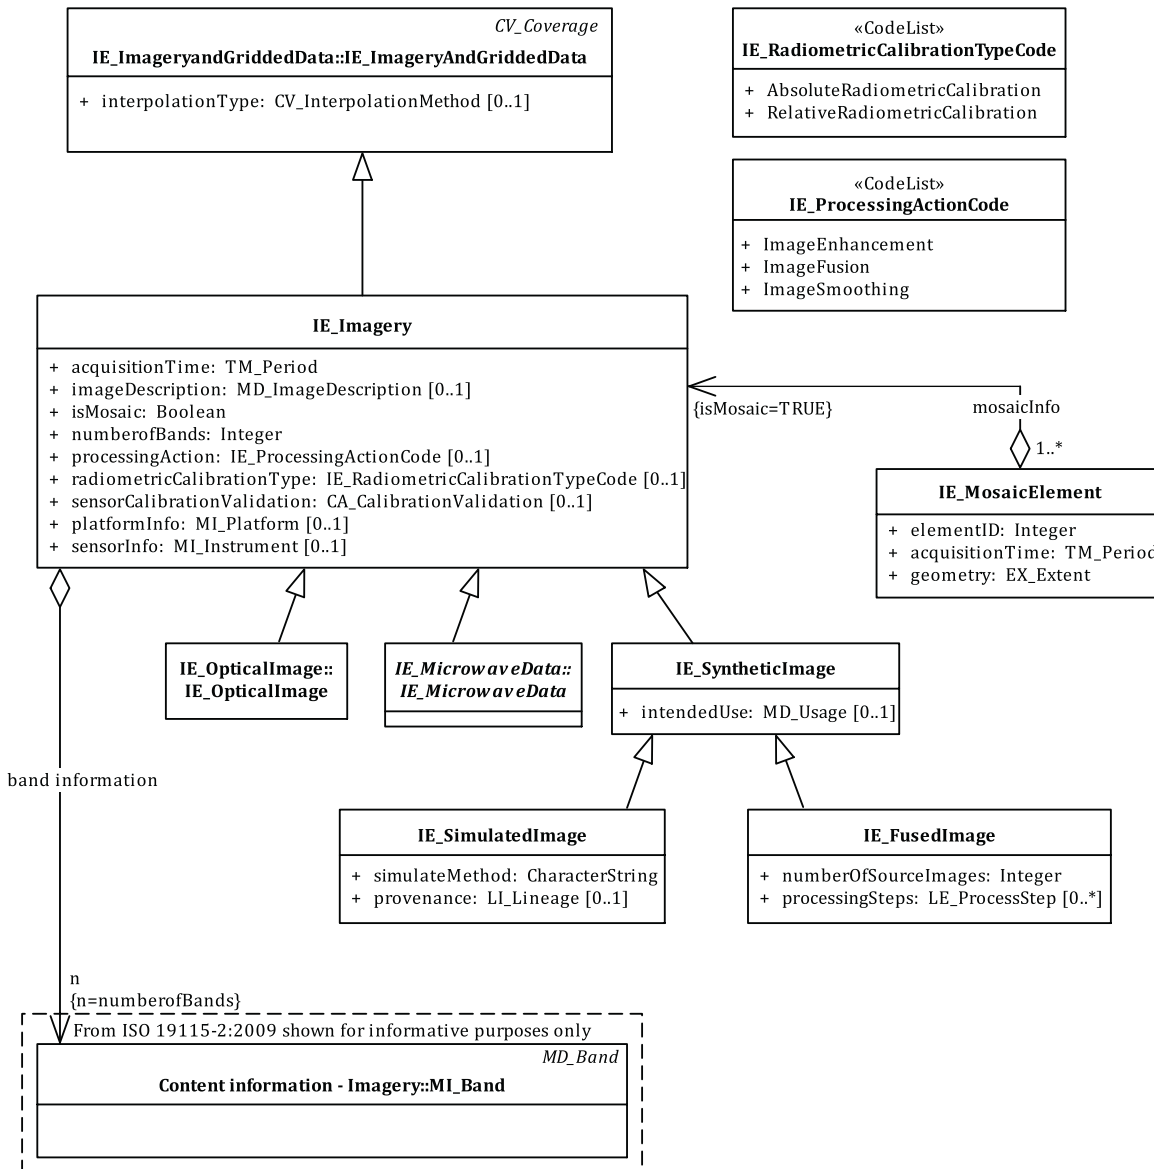 CV_Coverage
IE_ImageryandGriddedData::IE_ImageryAndGriddedData
+ interpolationType: CV_InterpolationMethod [0..1]
«CodeList»
IE_RadiometricCalibrationTypeCode
+ AbsoluteRadiometricCalibration
+ RelativeRadiometricCalibration
«CodeList»
IE_ProcessingActionCode
+ ImageEnhancement
+ ImageFusion
+ ImageSmoothing
IE_Imagery
+ acquisitionTime: TM_Period
+ imageDescription: MD_ImageDescription [0..1]
+ isMosaic: Boolean
+ numberofBands: Integer
+ processingAction: IE_ProcessingActionCode [0..1]
+ radiometricCalibrationType: IE_RadiometricCalibrationTypeCode [0..1]
+ sensorCalibrationValidation: CA_CalibrationValidation [0..1]
+ platformInfo: MI_Platform [0..1]
+ sensorInfo: MI_Instrument [0..1]
{isMosaic=TRUE}
mosaicInfo
1..*
IE_MosaicElement
+ elementID: Integer
+ acquisitionTime: TM_Period
+ geometry: EX_Extent
IE_OpticalImage::
IE_OpticalImage
IE_MicrowaveData::
IE_MicrowaveData
IE_SyntheticImage
+ intendedUse: MD_Usage [0..1]
band information
IE_SimulatedImage
+ simulateMethod: CharacterString
+ provenance: LI_Lineage [0..1]
IE_FusedImage
+ numberOfSourceImages: Integer
+ processingSteps: LE_ProcessStep [0..*]
n
{n=numberofBands}
From ISO 19115-2:2009 shown for informative purposes only
MD_Band
Content information - Imagery::MI_Band